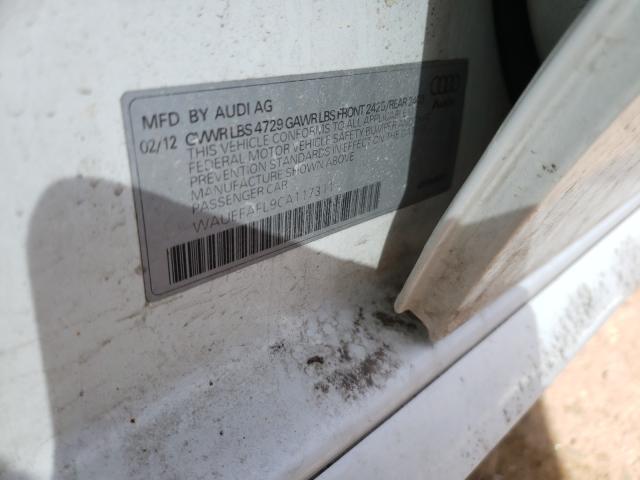 MFD BY AUDI AG
02/12 GVWR LBS 4729 GAWR LBS FRONT 2425/REAR
THIS VEHICLE CONFORMS TO ALL APPLICABLE
FEDERAL MOTOR VEHICLE SAFETY BUMPER AND
PREVENTION STANDARDS IN EFFECT ON THE DATE OF
MANUFACTURE SHOWN ABOVE
PASSENGER CAR
WAUFFAFL9CA117311
Audi